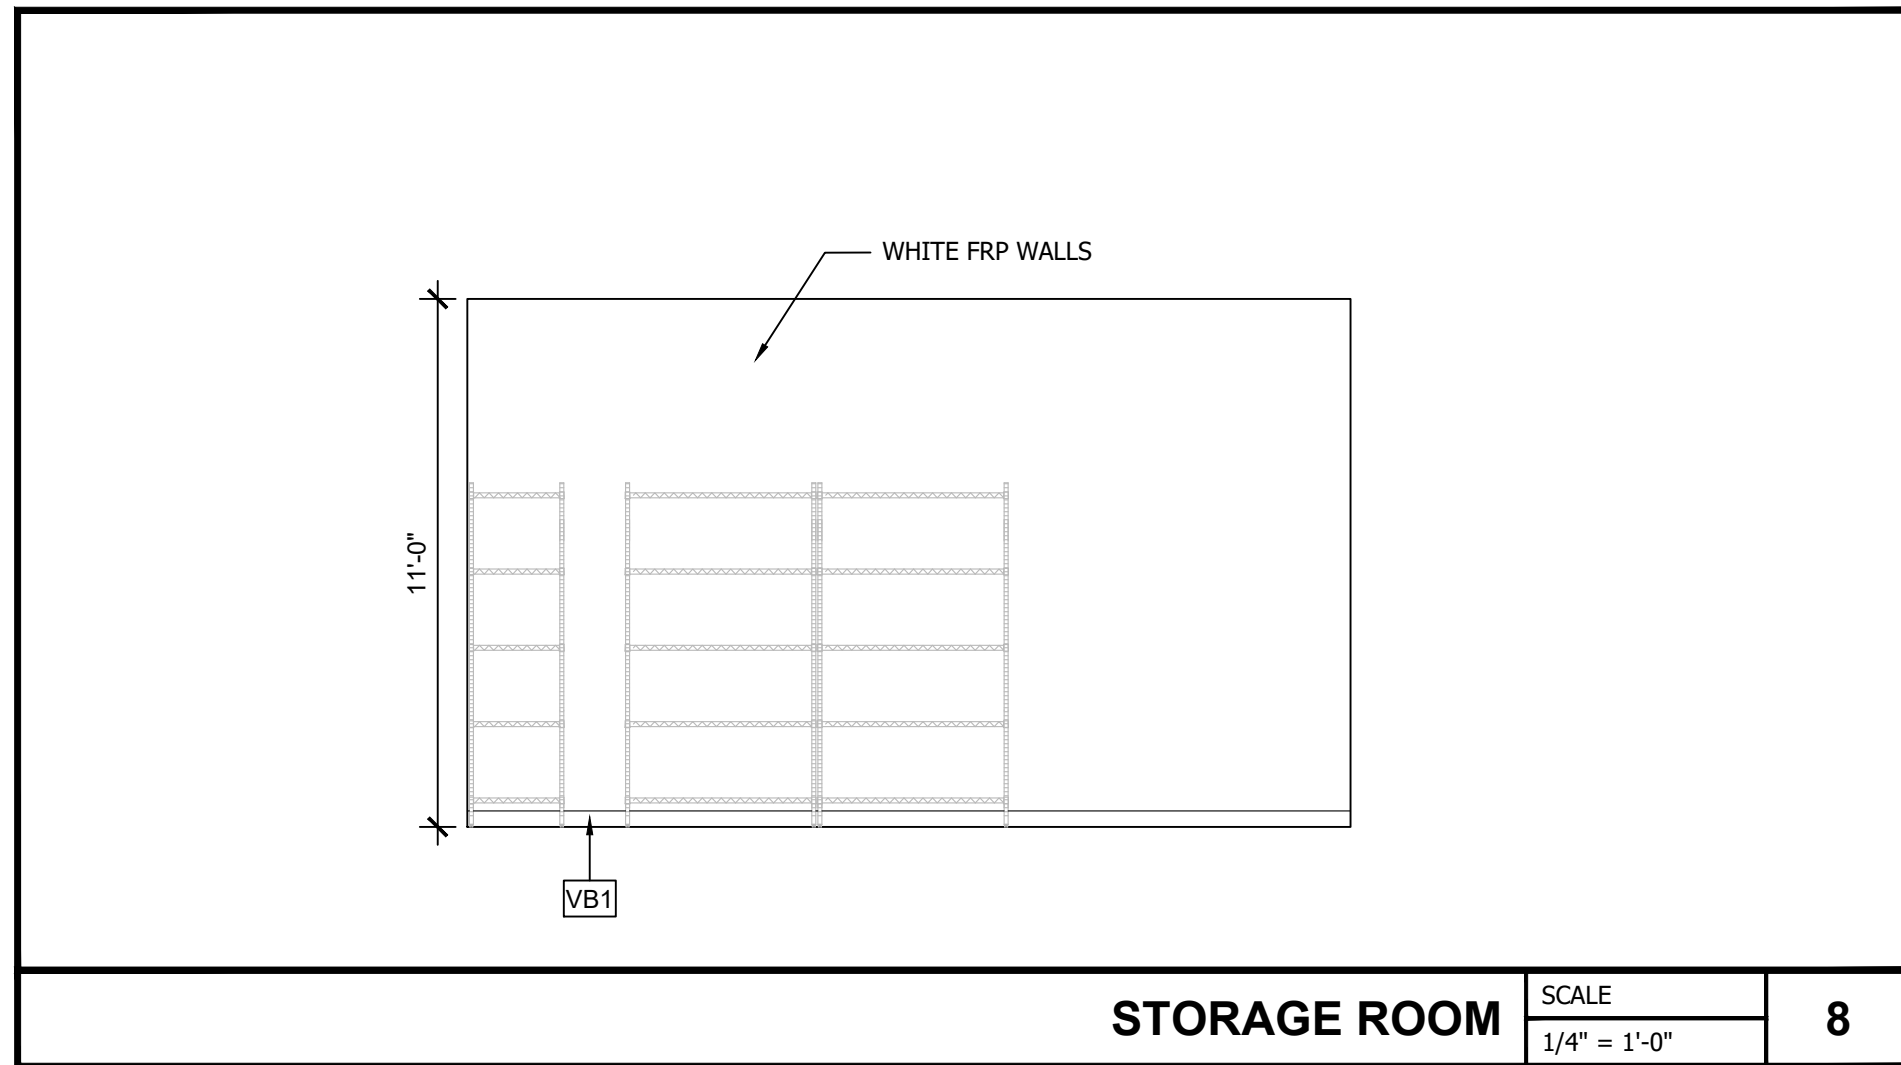 WHITE FRP WALLS
11'-0"
VB1
STORAGE ROOM
SCALE
1/4" = 1'-0"
8